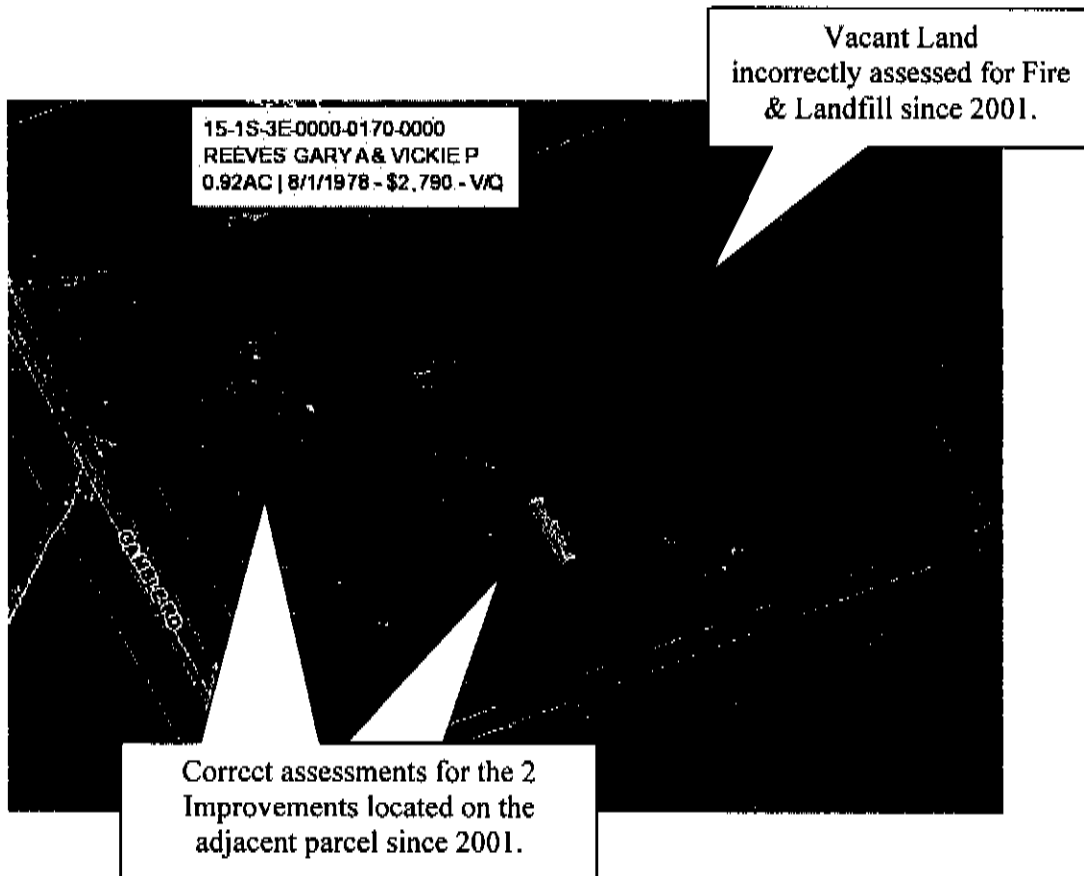 Vacant Land
incorrectly assessed for Fire
& Landfill since 2001.
15-1S-3E-0000-0170-0000
REEVES GARY A & VICKIE P
0.92AC | 8/1/1978 - $2,790 - V/Q
Correct assessments for the 2
Improvements located on the
adjacent parcel since 2001.